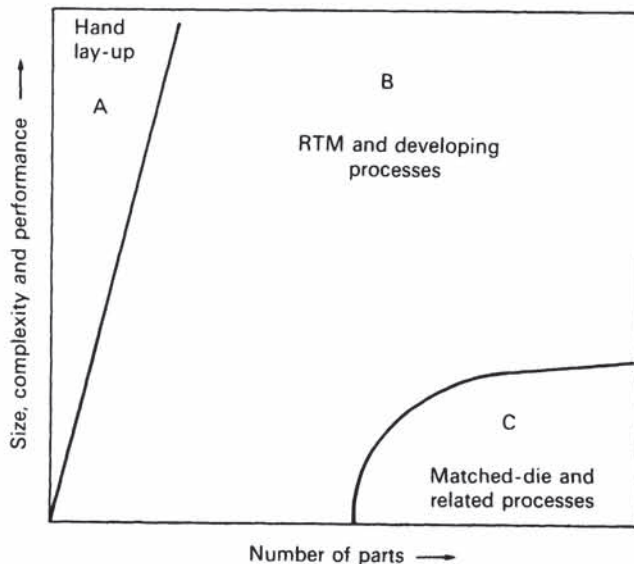 Hand
lay-up
A
B
RTM and developing
processes
C
Matched-die and
related processes
Size, complexity and performance
Number of parts